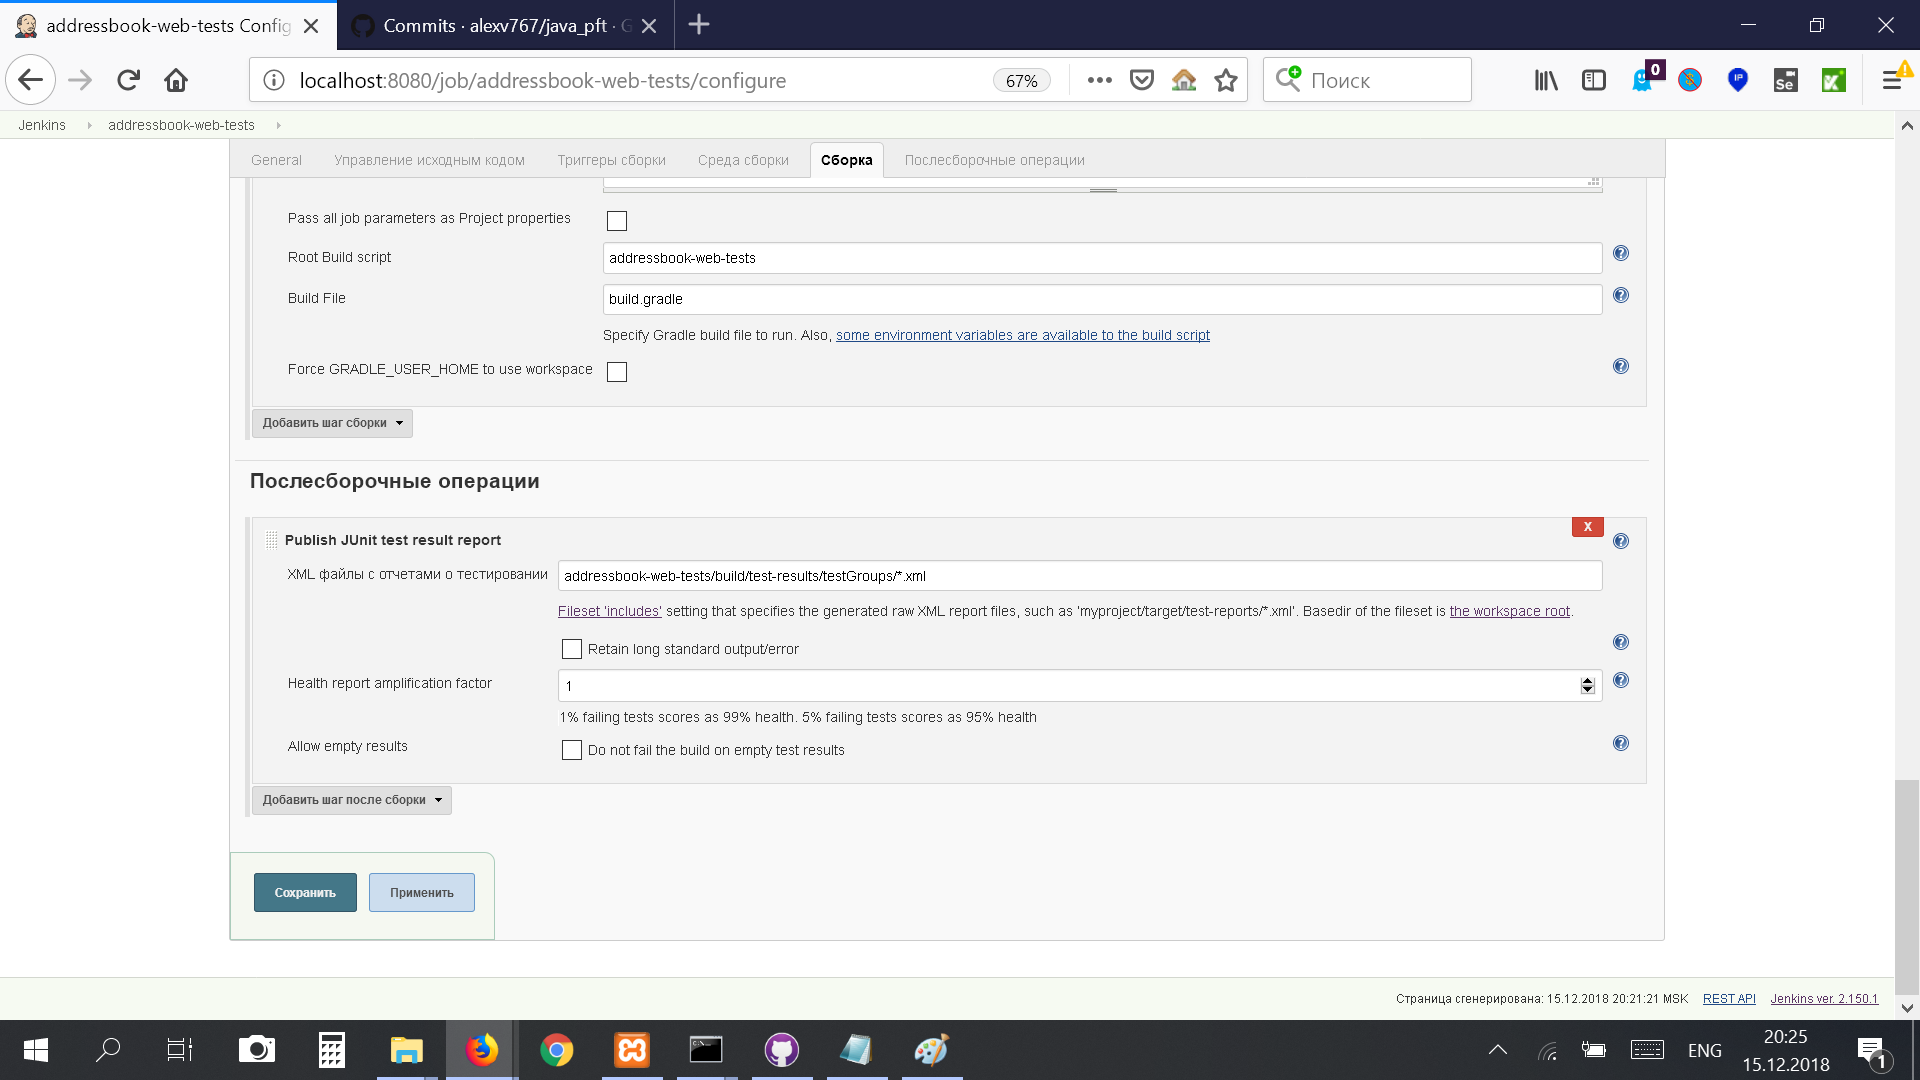 addressbook-web-tests Config
Commits · alexv767/java_pft · G
localhost:8080/job/addressbook-web-tests/configure
67%
Поиск
0
IP
Se
Jenkins
addressbook-web-tests
General
Управление исходным кодом
Триггеры сборки
Среда сборки
Сборка
Послесборочные операции
Pass all job parameters as Project properties
Root Build script
addressbook-web-tests
Build File
build.gradle
Specify Gradle build file to run. Also, some environment variables are available to the build script
Force GRADLE_USER_HOME to use workspace
Добавить шаг сборки
Послесборочные операции
X
Publish JUnit test result report
XML файлы с отчетами о тестировании
addressbook-web-tests/build/test-results/testGroups/*.xml
Fileset 'includes' setting that specifies the generated raw XML report files, such as 'myproject/target/test-reports/*.xml'. Basedir of the fileset is the workspace root.
Retain long standard output/error
Health report amplification factor
1
1% failing tests scores as 99% health. 5% failing tests scores as 95% health
Allow empty results
Do not fail the build on empty test results
Добавить шаг после сборки
Сохранить
Применить
Страница сгенерирована: 15.12.2018 20:21:21 MSK
REST API
Jenkins ver. 2.150.1
ENG
20:25
15.12.2018
1